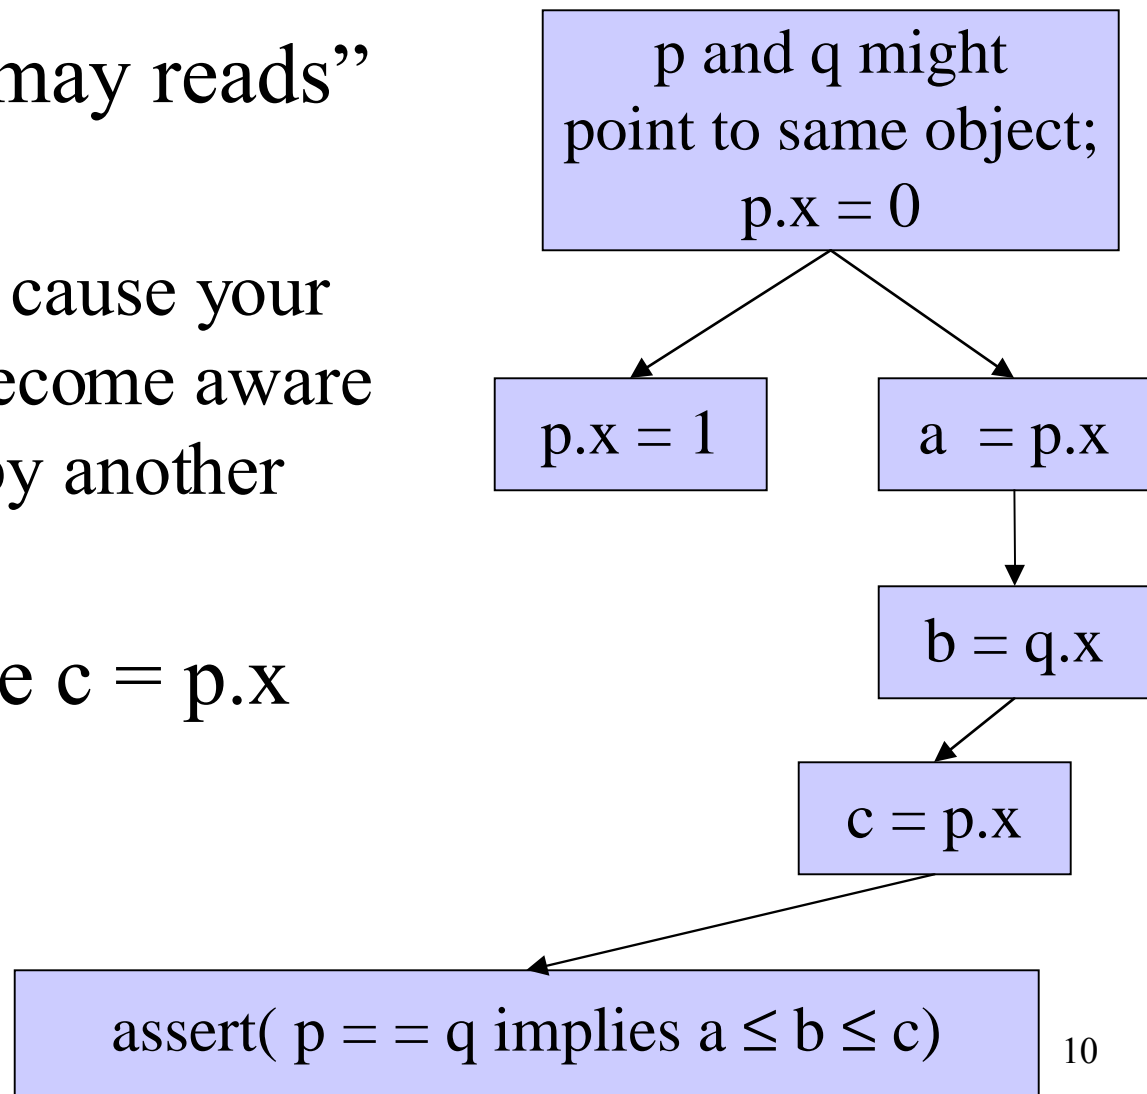 may reads”
cause your
ecome aware
by another
e c = p.x
p and q might
point to same object;
p.x = 0
p.x = 1
a = p.x
b = q.x
c = p.x
assert( p = = q implies a ≤ b ≤ c)
10